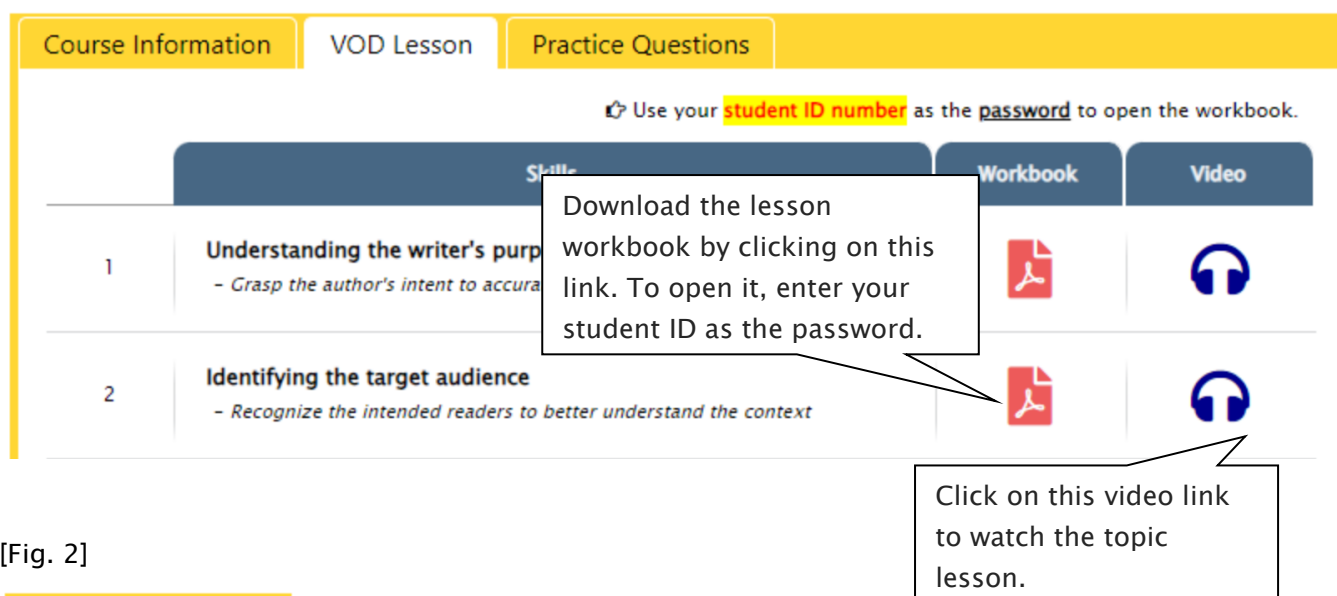 Course Information VOD Lesson Practice Questions
Use your student ID number as the password to open the workbook.
Skills Workbook Video
1 Understanding the writer's purp
- Grasp the author's intent to accura
Download the lesson
workbook by clicking on this
link. To open it, enter your
student ID as the password.
2 Identifying the target audience
- Recognize the intended readers to better understand the context
Click on this video link
to watch the topic
lesson.
[Fig. 2]